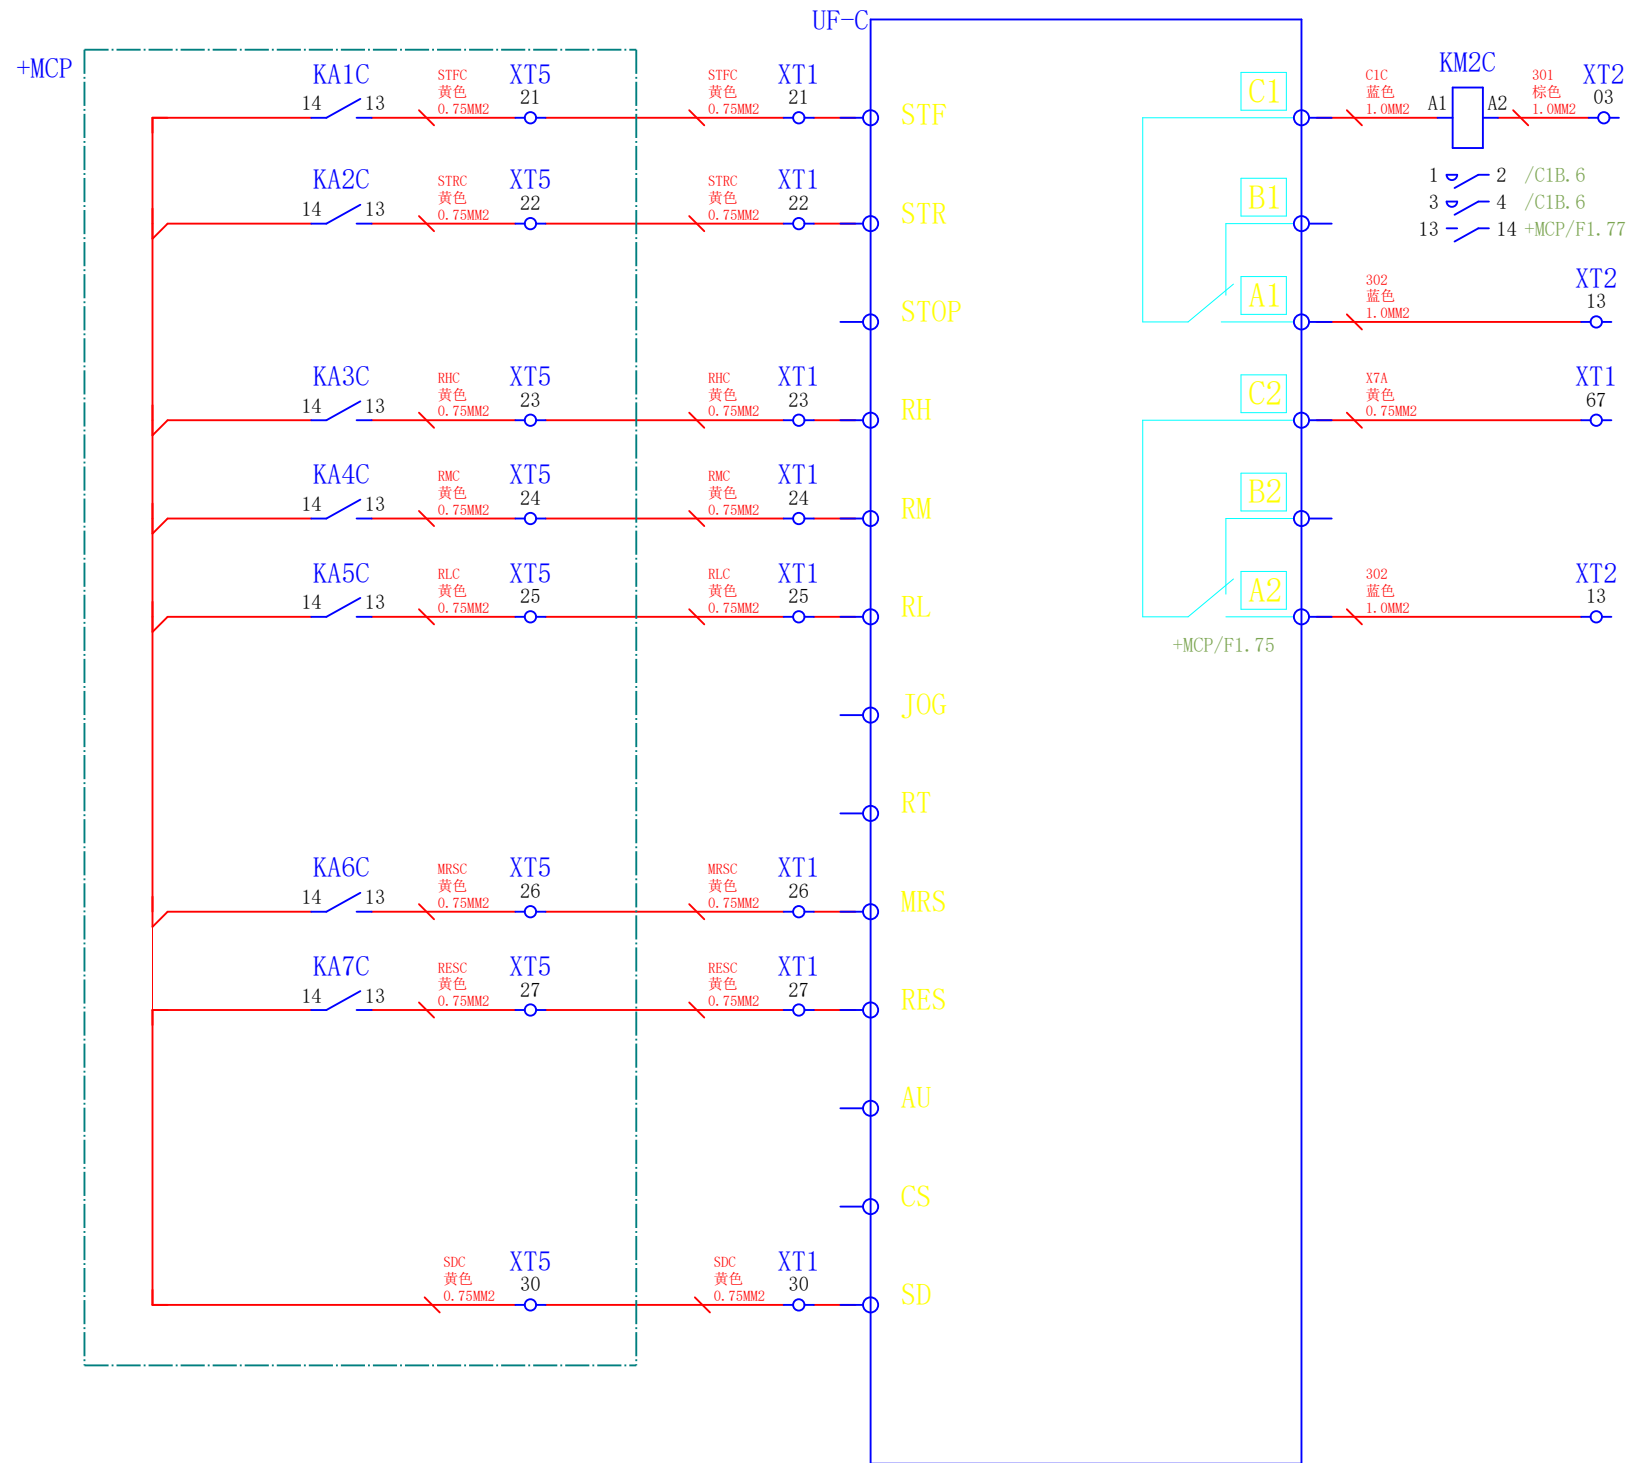 UF-C
+MCP
KA1C
14 13
STFC
黄色
0.75MM2
XT5
21
STFC
黄色
0.75MM2
XT1
21
STF
KA2C
14 13
STRC
黄色
0.75MM2
XT5
22
STRC
黄色
0.75MM2
XT1
22
STR
STOP
KA3C
14 13
RHC
黄色
0.75MM2
XT5
23
RHC
黄色
0.75MM2
XT1
23
RH
KA4C
14 13
RMC
黄色
0.75MM2
XT5
24
RMC
黄色
0.75MM2
XT1
24
RM
KA5C
14 13
RLC
黄色
0.75MM2
XT5
25
RLC
黄色
0.75MM2
XT1
25
RL
JOG
RT
KA6C
14 13
MRSC
黄色
0.75MM2
XT5
26
MRSC
黄色
0.75MM2
XT1
26
MRS
KA7C
14 13
RESC
黄色
0.75MM2
XT5
27
RESC
黄色
0.75MM2
XT1
27
RES
AU
CS
SDC
黄色
0.75MM2
XT5
30
SDC
黄色
0.75MM2
XT1
30
SD
C1
C1C
蓝色
1.0MM2
KM2C
A1 A2
301
棕色
1.0MM2
XT2
03
1 2 /C1B.6
3 4 /C1B.6
13 14 +MCP/F1.77
B1
A1
302
蓝色
1.0MM2
XT2
13
C2
X7A
黄色
0.75MM2
XT1
67
B2
A2
302
蓝色
1.0MM2
XT2
13
+MCP/F1.75